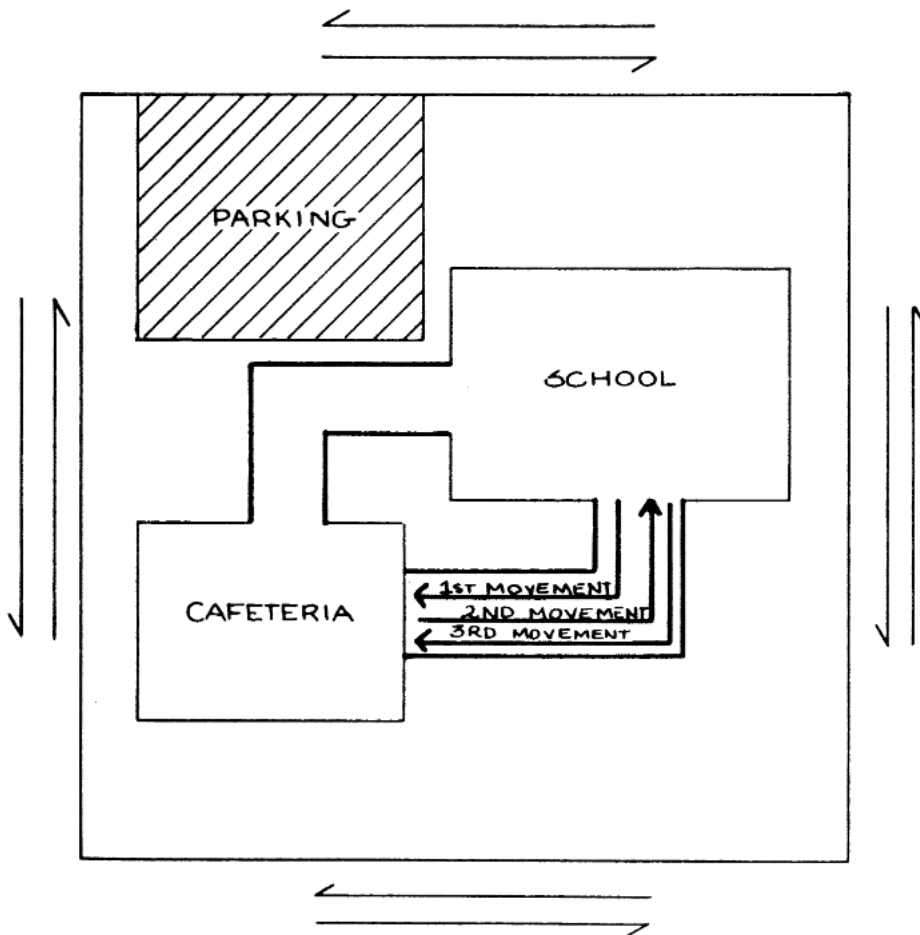 PARKING
SCHOOL
1ST MOVEMENT
CAFETERIA
2ND MOVEMENT
3RD MOVEMENT